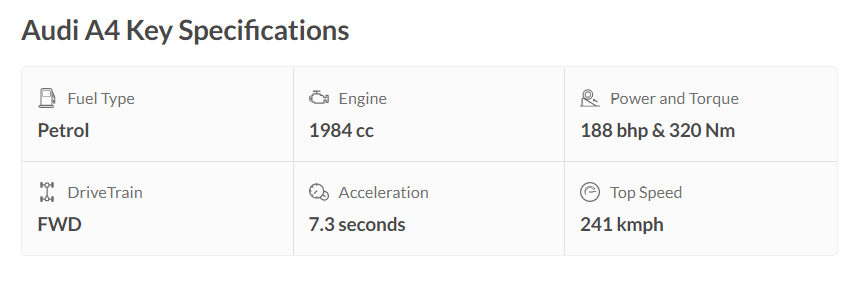 Audi A4 Key Specifications
Fuel Type
Petrol
Engine
1984 cc
Power and Torque
188 bhp & 320 Nm
DriveTrain
FWD
Acceleration
7.3 seconds
Top Speed
241 kmph